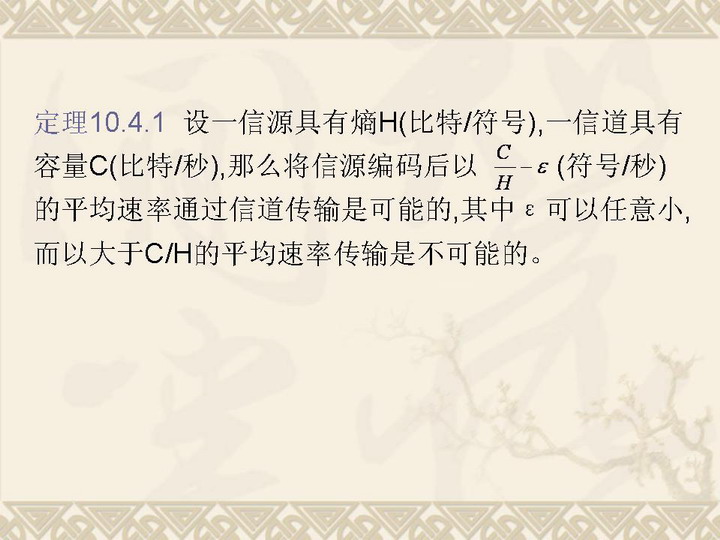 定理10.4.1 设一信源具有熵H(比特/符号),一信道具有
容量C(比特/秒),那么将信源编码后以 C/H − ε (符号/秒)
的平均速率通过信道传输是可能的,其中 ε 可以任意小,
而以大于C/H的平均速率传输是不可能的。